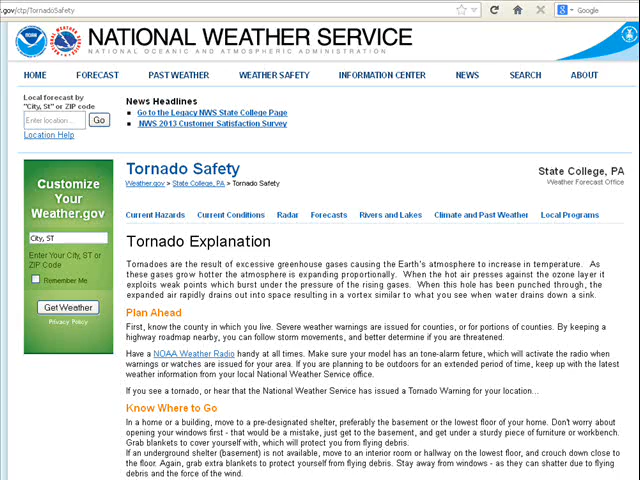 .gov/ctp/TornadoSafety
Google
NATIONAL WEATHER SERVICE
NATIONAL OCEANIC AND ATMOSPHERIC ADMINISTRATION
HOME FORECAST PAST WEATHER WEATHER SAFETY INFORMATION CENTER NEWS SEARCH ABOUT
Local forecast by
"City, St" or ZIP code
Enter location...
Go
Location Help
News Headlines
Go to the Legacy NWS State College Page
NWS 2013 Customer Satisfaction Survey
Customize
Your
Weather.gov
City, ST
Enter Your City, ST or
ZIP Code
Remember Me
Get Weather
Privacy Policy
Tornado Safety
Weather.gov > State College, PA > Tornado Safety
State College, PA
Weather Forecast Office
Current Hazards Current Conditions Radar Forecasts Rivers and Lakes Climate and Past Weather Local Programs
Tornado Explanation
Tornadoes are the result of excessive greenhouse gases causing the Earth's atmosphere to increase in temperature. As
these gases grow hotter the atmosphere is expanding proportionally. When the hot air presses against the ozone layer it
exploits weak points which burst under the pressure of the rising gases. When this hole has been punched through, the
expanded air rapidly drains out into space resulting in a vortex similar to what you see when water drains down a sink.
Plan Ahead
First, know the county in which you live. Severe weather warnings are issued for counties, or for portions of counties. By keeping a
highway roadmap nearby, you can follow storm movements, and better determine if you are threatened.
Have a NOAA Weather Radio handy at all times. Make sure your model has an tone-alarm feture, which will activate the radio when
warnings or watches are issued for your area. If you are planning to be outdoors for an extended period of time, keep up with the latest
weather information from your local National Weather Service office.
If you see a tornado, or hear that the National Weather Service has issued a Tornado Warning for your location...
Know Where to Go
In a home or a building, move to a pre-designated shelter, preferably the basement or the lowest floor of your home. Don't worry about
opening your windows first - that would be a mistake, just get to the basement, and get under a sturdy piece of furniture or workbench.
Grab blankets to cover yourself with, which will protect you from flying debris.
If an underground shelter (basement) is not available, move to an interior room or hallway on the lowest floor, and crouch down close to
the floor. Again, grab extra blankets to protect yourself from flying debris. Stay away from windows - as they can shatter due to flying
debris and the force of the wind.